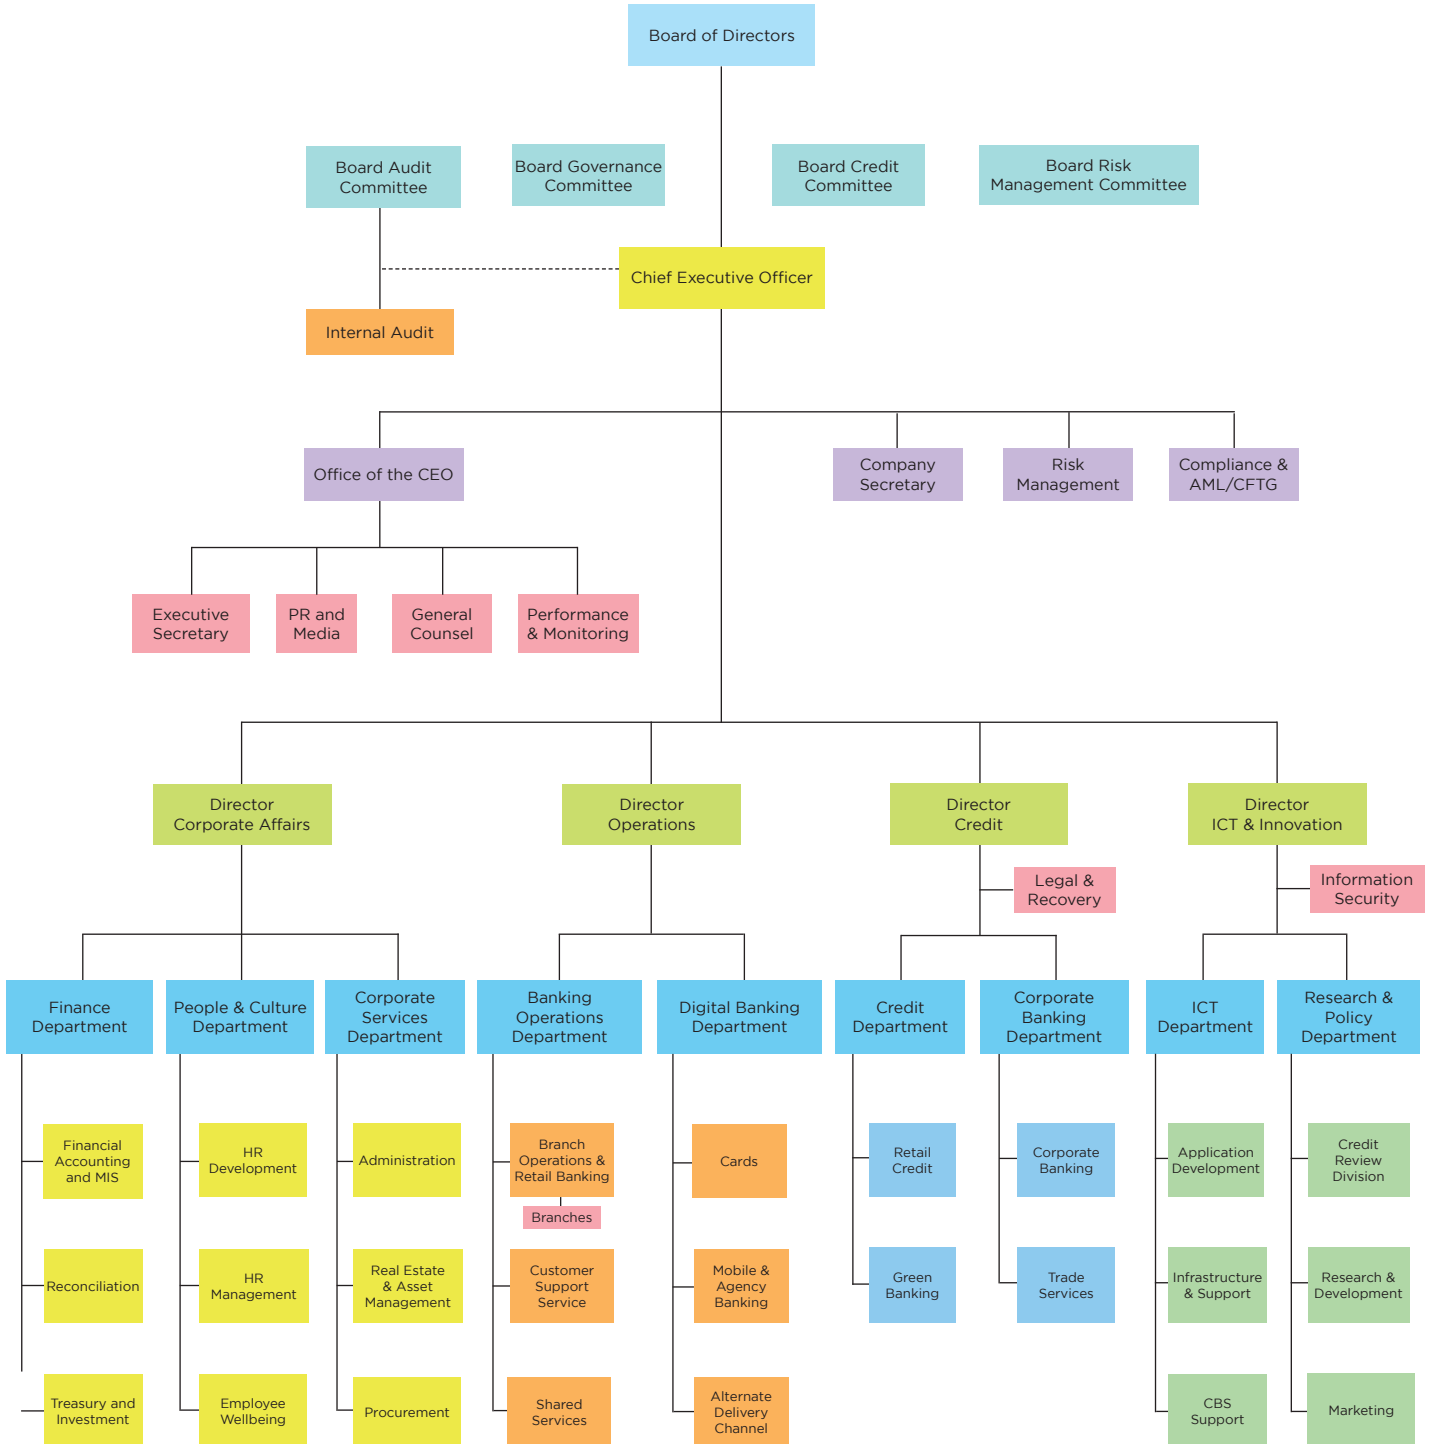 Board of Directors
Board Audit
Committee
Board Governance
Committee
Board Credit
Committee
Board Risk
Management Committee
Chief Executive Officer
Internal Audit
Office of the CEO
Company
Secretary
Risk
Management
Compliance &
AML/CFTG
Executive
Secretary
PR and
Media
General
Counsel
Performance
& Monitoring
Director
Corporate Affairs
Director
Operations
Director
Credit
Director
ICT & Innovation
Legal &
Recovery
Information
Security
Finance
Department
People & Culture
Department
Corporate
Services
Department
Banking
Operations
Department
Digital Banking
Department
Credit
Department
Corporate
Banking
Department
ICT
Department
Research &
Policy
Department
Financial
Accounting
and MIS
HR
Development
Administration
Branch
Operations &
Retail Banking
Branches
Cards
Retail
Credit
Corporate
Banking
Application
Development
Credit
Review
Division
Reconciliation
HR
Management
Real Estate
& Asset
Management
Customer
Support
Service
Mobile &
Agency
Banking
Green
Banking
Trade
Services
Infrastructure
& Support
Research &
Development
Treasury and
Investment
Employee
Wellbeing
Procurement
Shared
Services
Alternate
Delivery
Channel
CBS
Support
Marketing